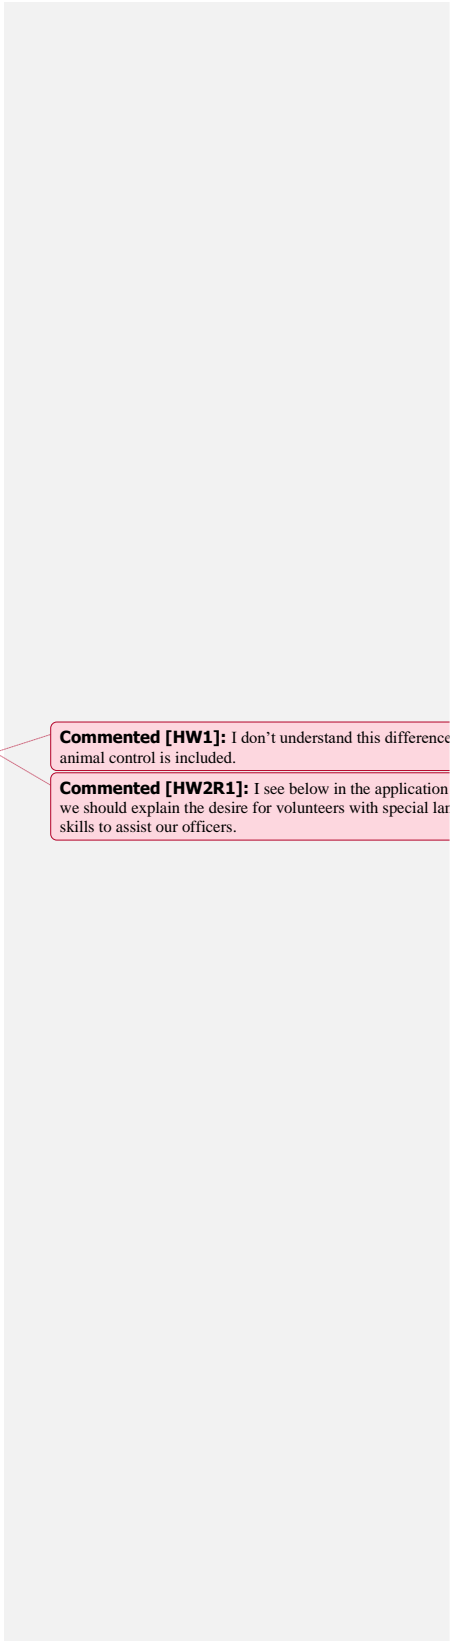 Commented [HW1]: I don't understand this difference
animal control is included.
Commented [HW2R1]: I see below in the application
we should explain the desire for volunteers with special
skills to assist our officers.